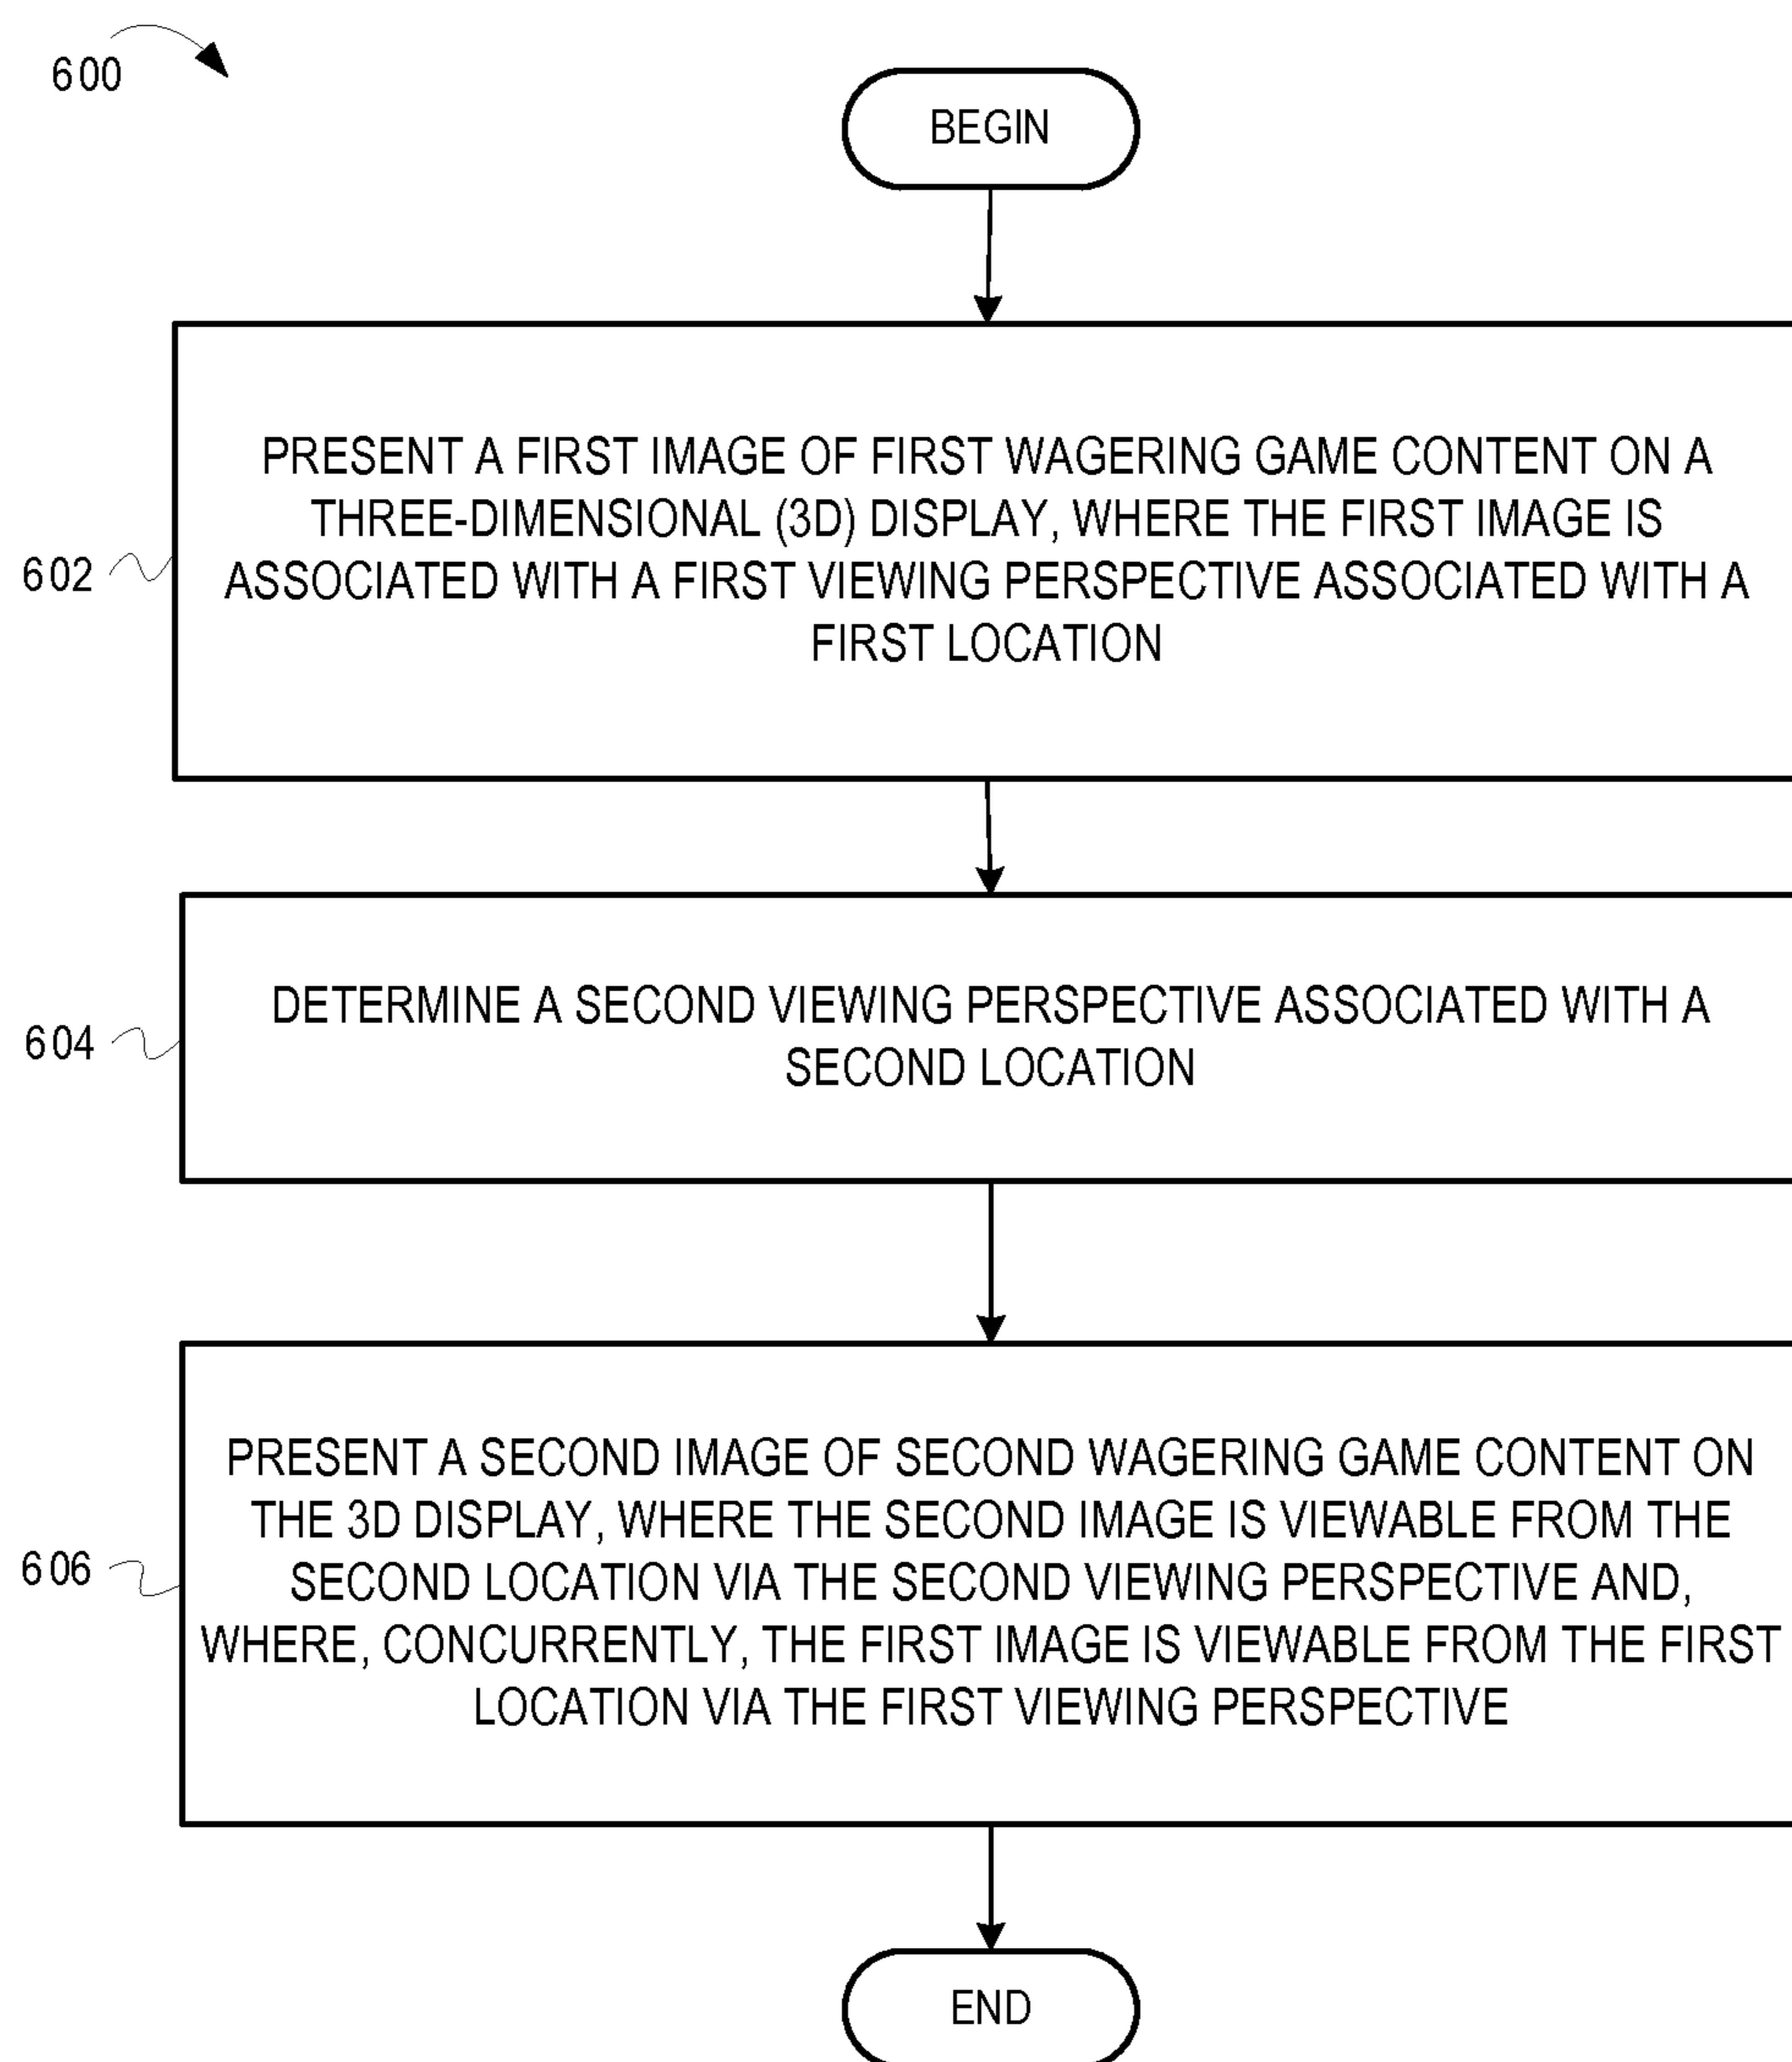 600
BEGIN
PRESENT A FIRST IMAGE OF FIRST WAGERING GAME CONTENT ON A
THREE-DIMENSIONAL (3D) DISPLAY, WHERE THE FIRST IMAGE IS
ASSOCIATED WITH A FIRST VIEWING PERSPECTIVE ASSOCIATED WITH A
FIRST LOCATION
602
DETERMINE A SECOND VIEWING PERSPECTIVE ASSOCIATED WITH A
SECOND LOCATION
604
PRESENT A SECOND IMAGE OF SECOND WAGERING GAME CONTENT ON
THE 3D DISPLAY, WHERE THE SECOND IMAGE IS VIEWABLE FROM THE
SECOND LOCATION VIA THE SECOND VIEWING PERSPECTIVE AND,
WHERE, CONCURRENTLY, THE FIRST IMAGE IS VIEWABLE FROM THE FIRST
LOCATION VIA THE FIRST VIEWING PERSPECTIVE
606
END